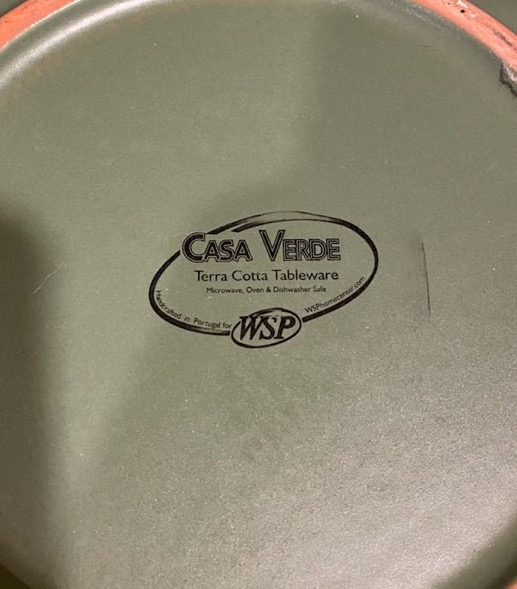 CASA VERDE
Terra Cotta Tableware
Microwave, Oven & Dishwasher Safe
Handcrafted in Portugal for
WSP
WSPhomecenter.com